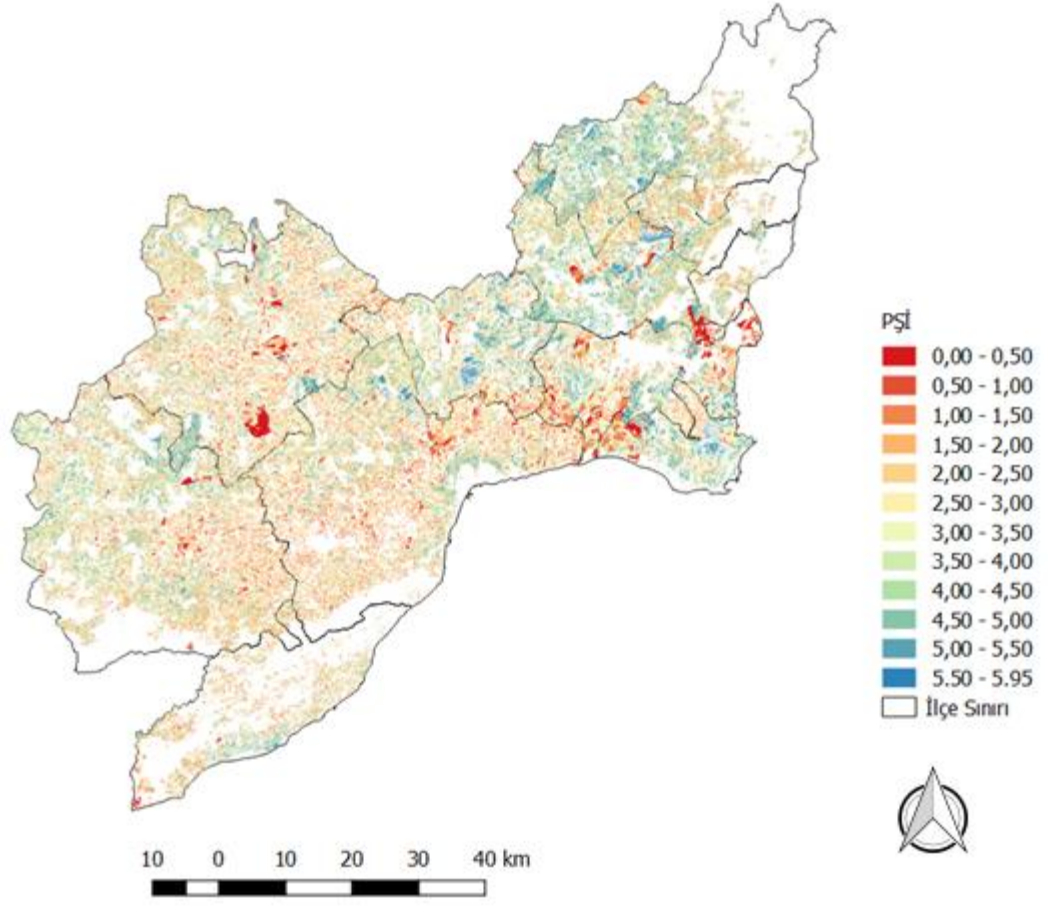 PŞİ
0,00 - 0,50
0,50 - 1,00
1,00 - 1,50
1,50 - 2,00
2,00 - 2,50
2,50 - 3,00
3,00 - 3,50
3,50 - 4,00
4,00 - 4,50
4,50 - 5,00
5,00 - 5,50
5.50 - 5.95
İlçe Sınırı
10 0 10 20 30 40 km